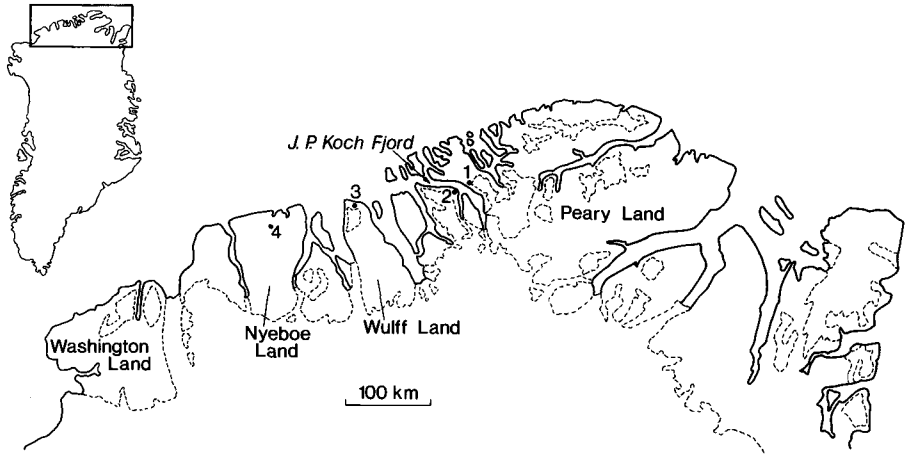 J. P. Koch Fjord
1
2
3
4
Peary Land
Wulff Land
Nyeboe
Land
Washington
Land
100 km